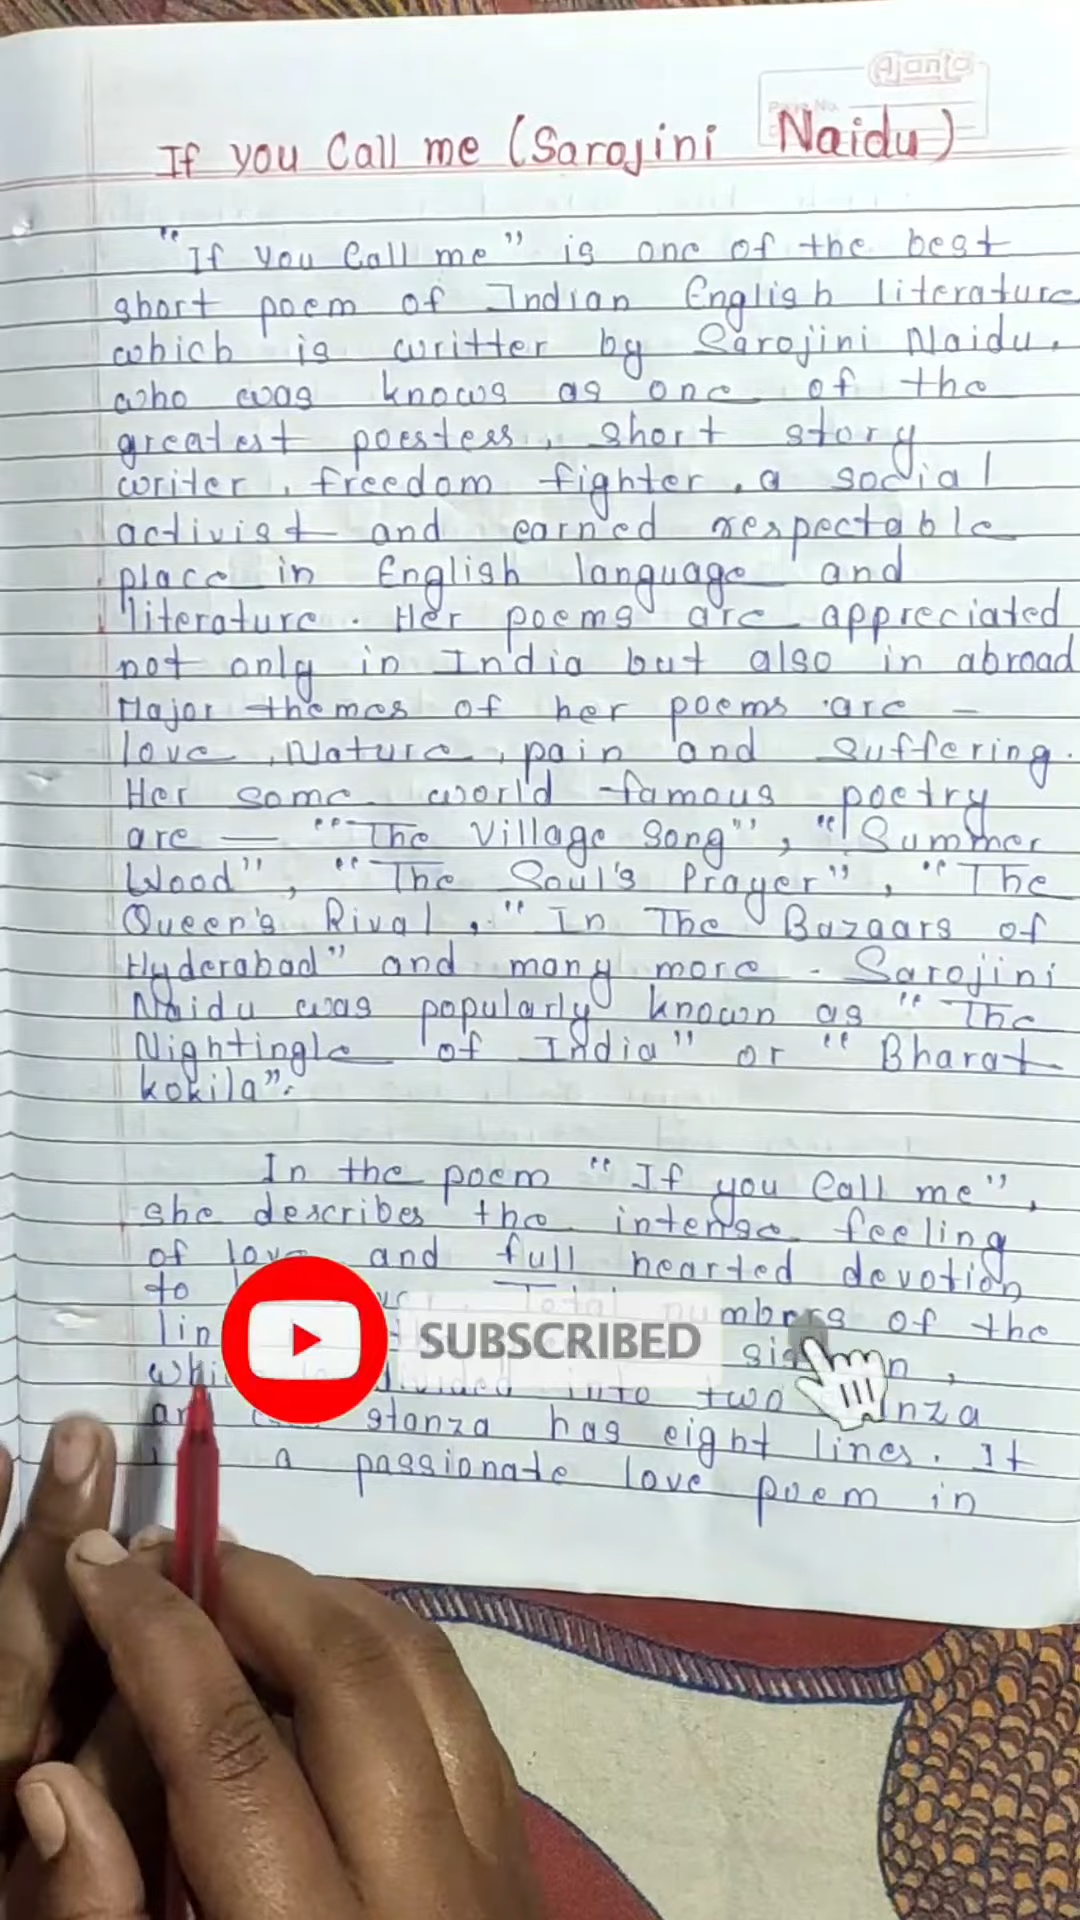 Ajanta
Page No.
If you Call me (Sarojini Naidu)
"If you Call me" is one of the best
short poem of Indian English literature
which is writter by Sarojini Naidu.
who was knows as one of the
greatest poestess, short story
writer, freedom fighter, a social
activist and earned respectable
place in English language and
literature. Her poems are appreciated
not only in India but also in abroad
Major themes of her poems are -
love, Nature, pain and suffering.
Her some world famous poetry
are — "The Village Song", "Summer
Wood", "The Soul's Prayer", "The
Queen's Rival, "In The Bazaars of
Hyderabad" and many more. Sarojini
Naidu was popularly known as "The
Nightingle of India" or "Bharat
kokila".
In the poem "If you Call me",
she describes the intense feeling
of love and full hearted devotion
to Total numbers of the
SUBSCRIBED
divided into two
stanza has eight lines. It
a passionate love poem in